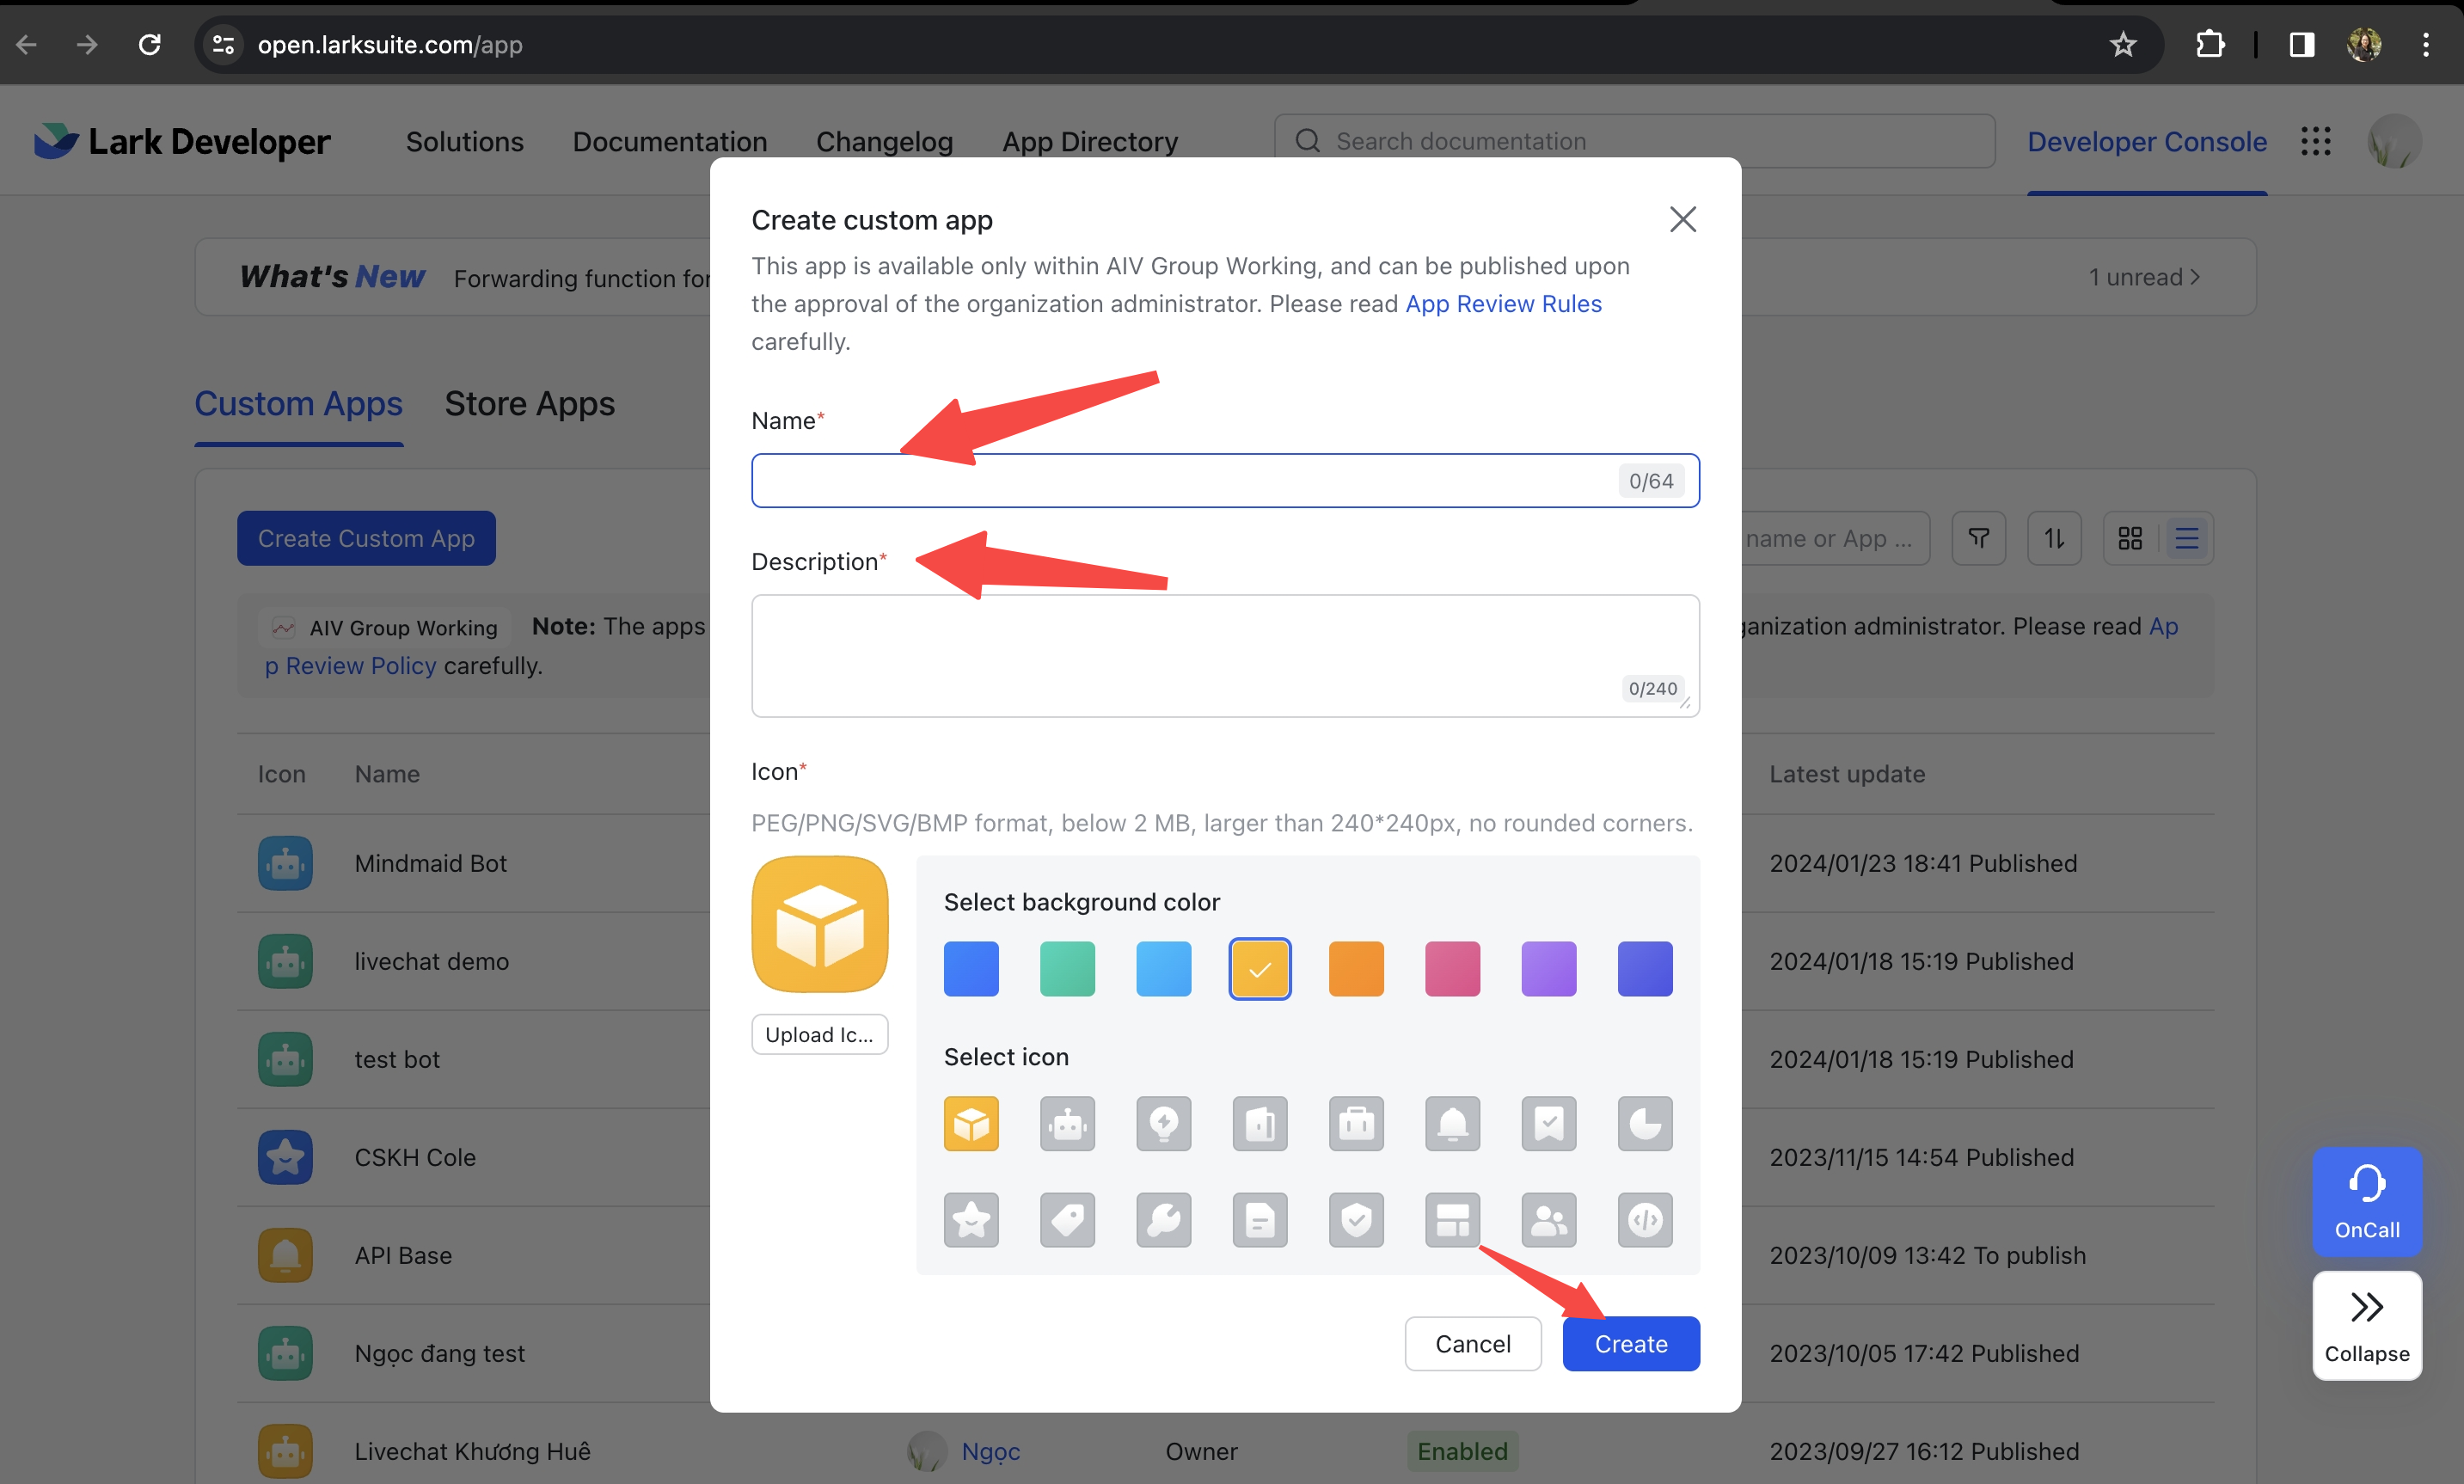 open.larksuite.com/app
Lark Developer
Solutions
Documentation
Changelog
App Directory
Search documentation
Developer Console
What's New
Forwarding function for
1 unread
Custom Apps
Store Apps
Create Custom App
name or App ...
AIV Group Working
Note: The apps
ganization administrator. Please read Ap
p Review Policy carefully.
Icon
Name
Latest update
Mindmaid Bot
2024/01/23 18:41 Published
livechat demo
2024/01/18 15:19 Published
test bot
2024/01/18 15:19 Published
CSKH Cole
2023/11/15 14:54 Published
API Base
2023/10/09 13:42 To publish
Ngọc đang test
2023/10/05 17:42 Published
Livechat Khương Huê
Ngọc
Owner
Enabled
2023/09/27 16:12 Published
Create custom app
This app is available only within AIV Group Working, and can be published upon
the approval of the organization administrator. Please read App Review Rules
carefully.
Name*
0/64
Description*
0/240
Icon*
PEG/PNG/SVG/BMP format, below 2 MB, larger than 240*240px, no rounded corners.
Upload Ic...
Select background color
Select icon
Cancel
Create
OnCall
Collapse